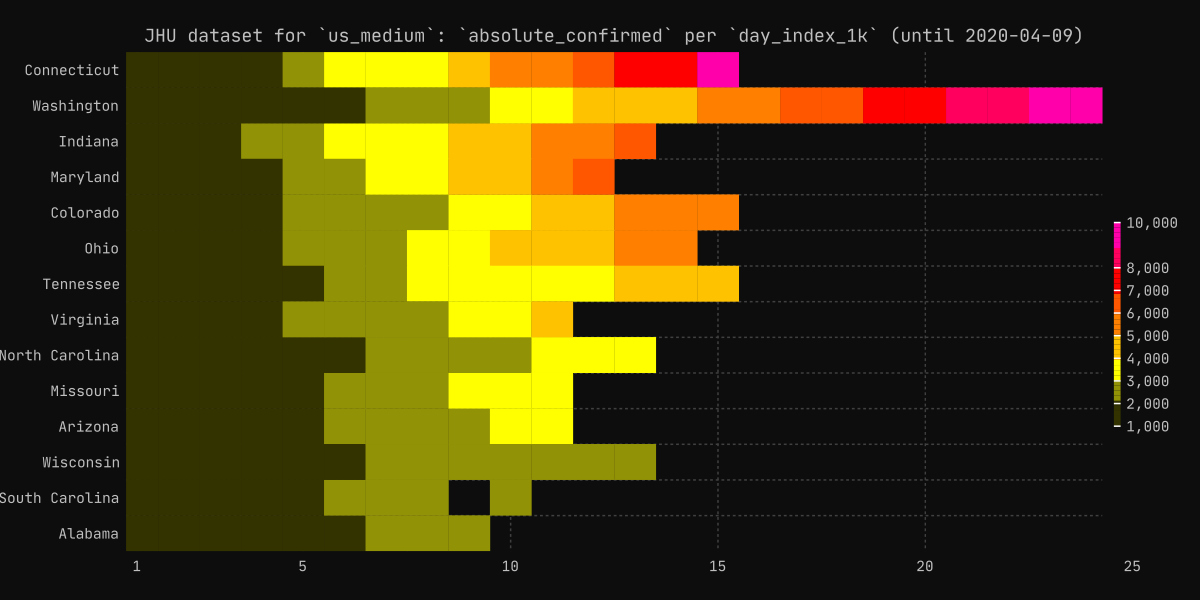 JHU dataset for `us_medium`: `absolute_confirmed` per `day_index_1k` (until 2020-04-09)
Connecticut
Washington
Indiana
Maryland
Colorado
Ohio
Tennessee
Virginia
North Carolina
Missouri
Arizona
Wisconsin
South Carolina
Alabama
10,000
8,000
7,000
6,000
5,000
4,000
3,000
2,000
1,000
1 5 10 15 20 25